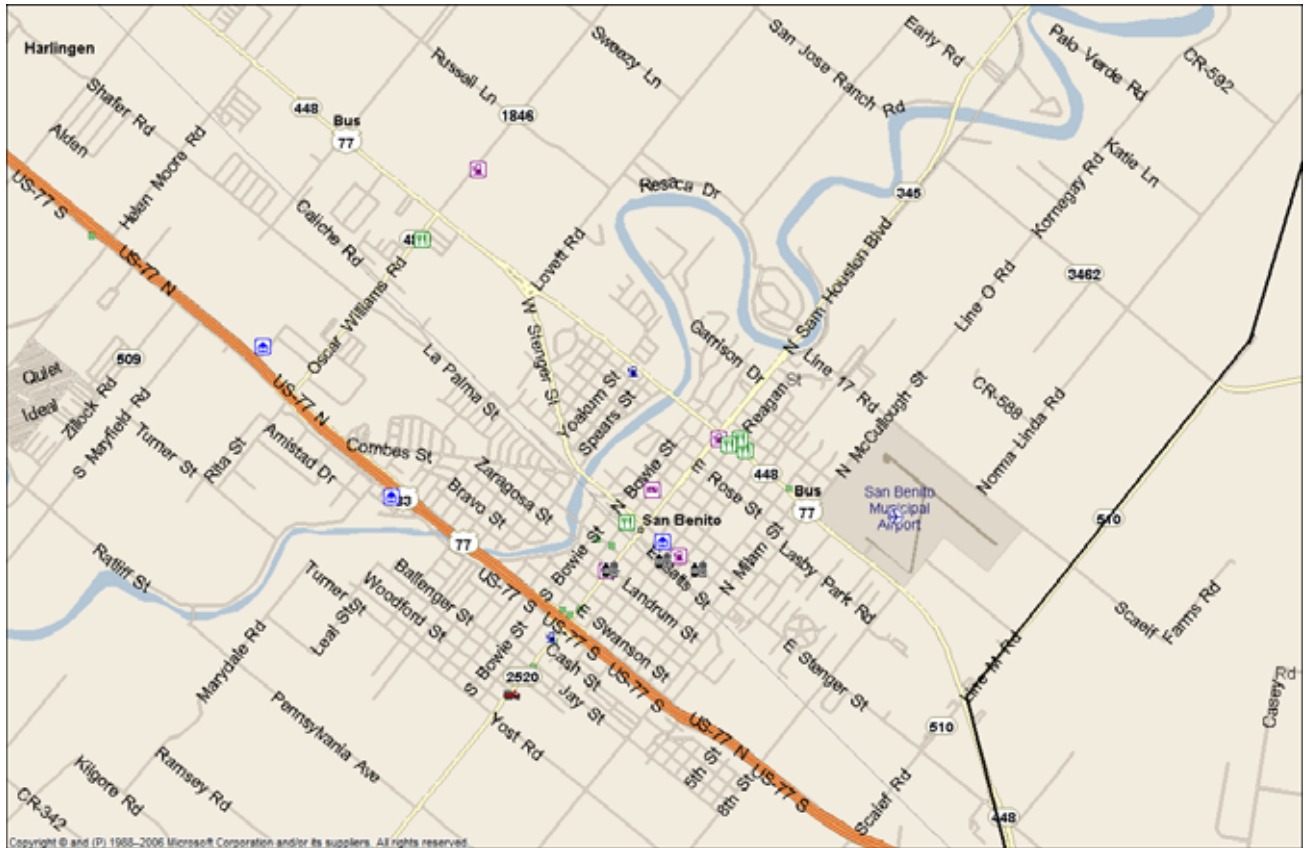 Harlingen
Shafer Rd
Alden
Helen Moore Rd
448
Bus
77
Russell Ln
1846
Sweezy Ln
San Jose Ranch Rd
Early Rd
Palo Verde Rd
CR-592
Katie Ln
Kornegay Rd
345
Resaca Dr
3462
US-77 S
US-77 N
Caliche Rd
Oscar Williams Rd
Lovett Rd
W Stenger St
N Sam Houston Blvd
Line O Rd
Garrison Dr
Line 17 Rd
Reagan St
CR-588
Norma Linda Rd
N McCullough St
509
Quiet
Ideal
Zillock Rd
S Mayfield Rd
Turner St
Rita St
US-77 N
Amistad Dr
Combes St
La Palma St
Yoakum St
Spears St
Zaragosa St
Bravo St
N Bowie St
E Rose St
448
Bus
77
San Benito
Municipal
Airport
510
San Benito
77
S Bowie St
Landrum St
N Milam St
Lasby Park Rd
Ratliff St
Turner St
Leal St
Woodford St
Ballenger St
US-77 S
US-77 S
E Swanson St
E Stenger St
Scaeif Farms Rd
Line M Rd
Casey Rd
Marydale Rd
S Bowie St
2520
Cash St
Jay St
US-77 S
US-77 N
Yost Rd
Pennsylvania Ave
Ramsey Rd
Kilgore Rd
CR-342
5th St
8th St
US-77 S
Scaief Rd
510
448
Copyright © and (P) 1988–2006 Microsoft Corporation and/or its suppliers. All rights reserved.